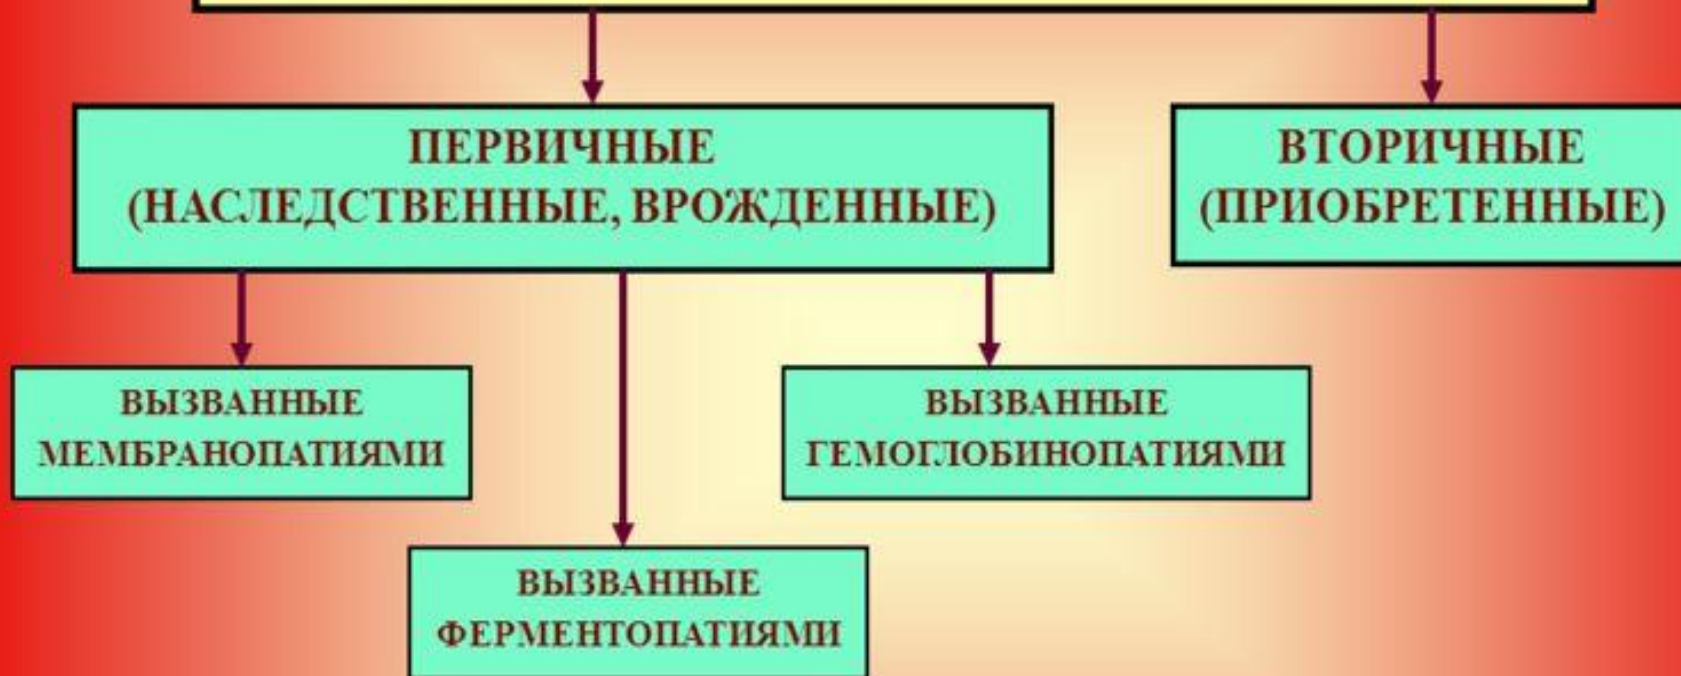 ПЕРВИЧНЫЕ
(НАСЛЕДСТВЕННЫЕ, ВРОЖДЕННЫЕ)
ВТОРИЧНЫЕ
(ПРИОБРЕТЕННЫЕ)
ВЫЗВАННЫЕ
МЕМБРАНОПАТИЯМИ
ВЫЗВАННЫЕ
ГЕМОГЛОБИНОПАТИЯМИ
ВЫЗВАННЫЕ
ФЕРМЕНТОПАТИЯМИ